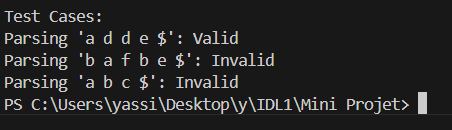 Test Cases:
Parsing 'a d d e $': Valid
Parsing 'b a f b e $': Invalid
Parsing 'a b c $': Invalid
PS C:\Users\yassi\Desktop\y\IDL1\Mini Projet>